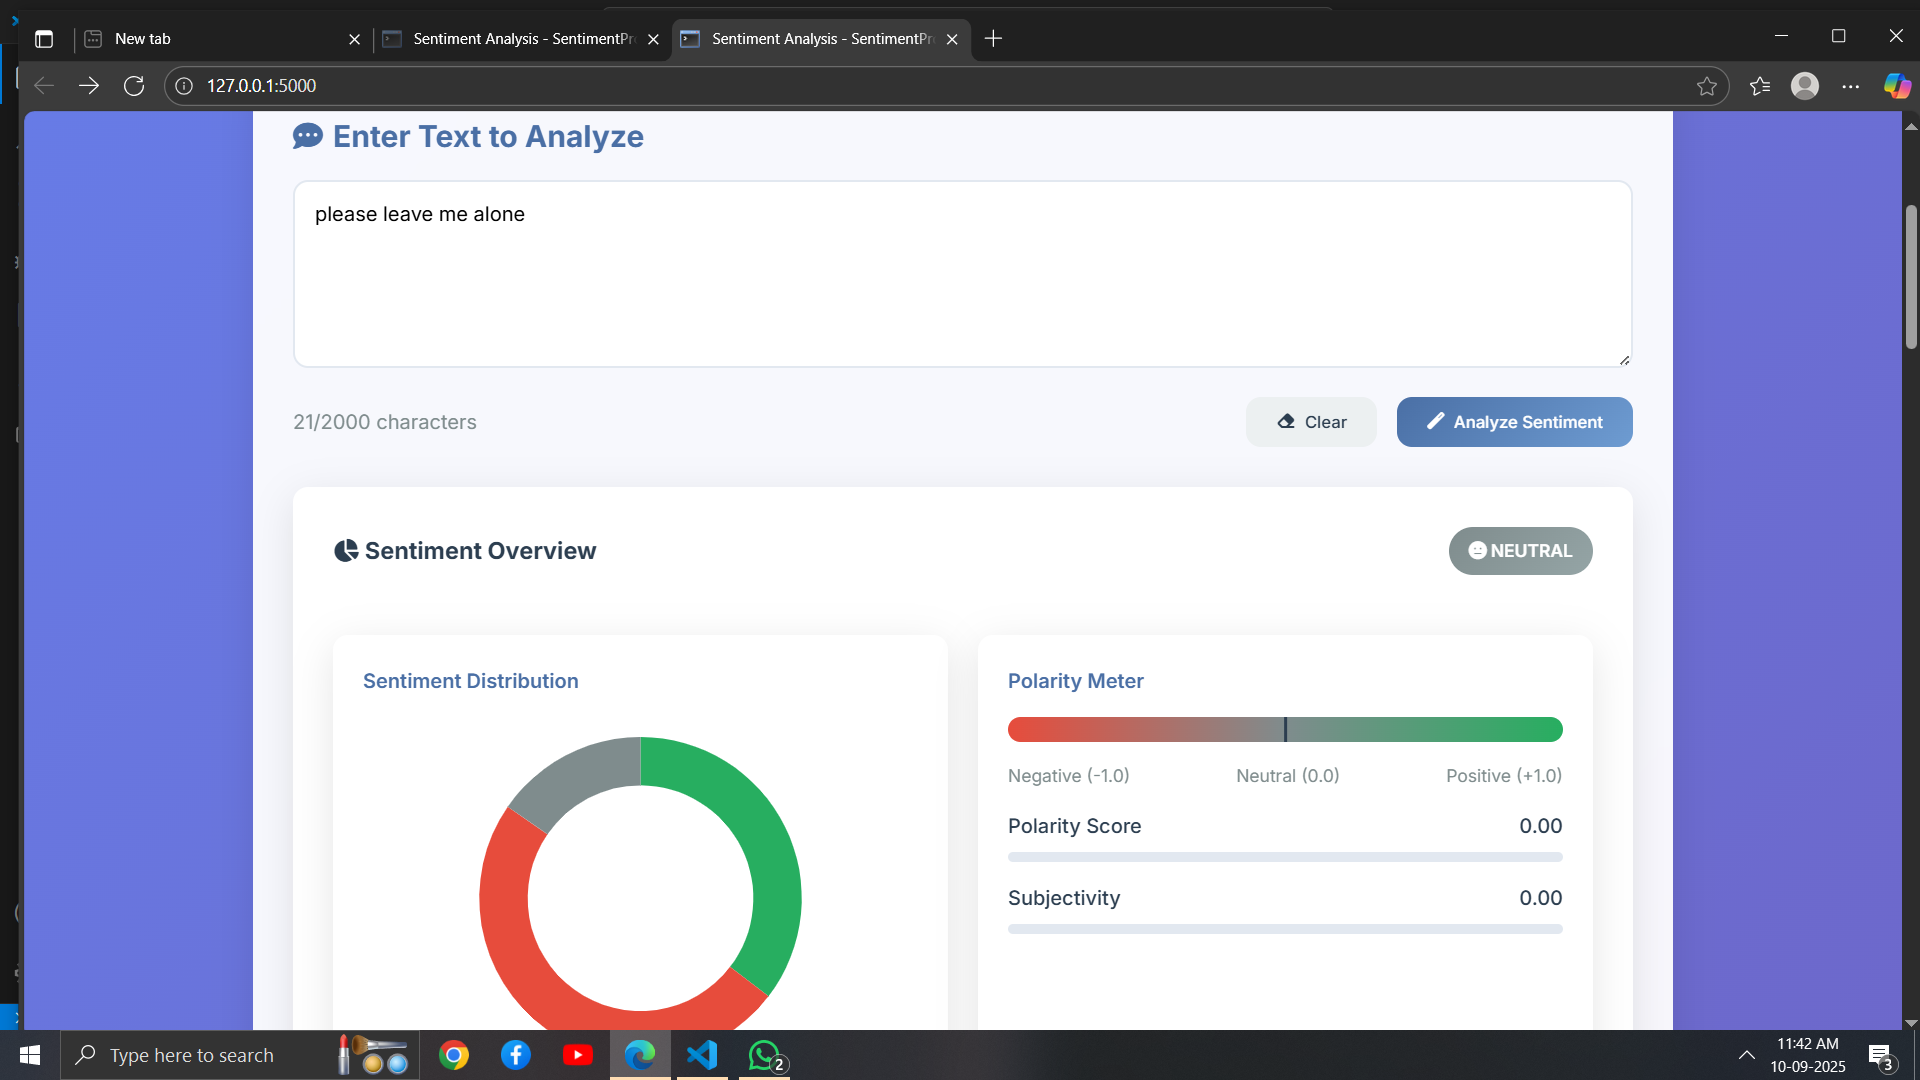 New tab
Sentiment Analysis - SentimentPr
Sentiment Analysis - SentimentPr
127.0.0.1:5000
Enter Text to Analyze
please leave me alone
21/2000 characters
Clear
Analyze Sentiment
Sentiment Overview
NEUTRAL
Sentiment Distribution
Polarity Meter
Negative (-1.0)
Neutral (0.0)
Positive (+1.0)
Polarity Score
0.00
Subjectivity
0.00
Type here to search
2
11:42 AM
10-09-2025
3